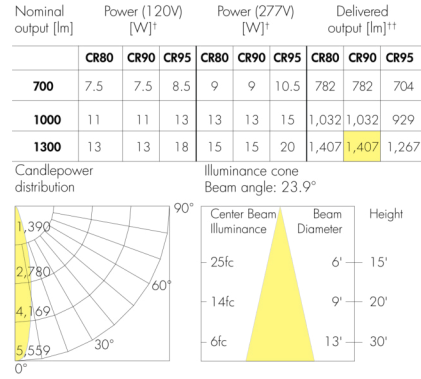 Nominal output [lm] Power (120V) [W]† Power (277V) [W]† Delivered output [lm]††
CR80 CR90 CR95 CR80 CR90 CR95 CR80 CR90 CR95
700 7.5 7.5 8.5 9 9 10.5 782 782 704
1000 11 11 13 13 13 15 1,032 1,032 929
1300 13 13 18 15 15 20 1,407 1,407 1,267
Candlepower
distribution
1,390
2,780
4,169
5,559
0°
30°
60°
90°
Illuminance cone
Beam angle: 23.9°
Center Beam Illuminance Beam Diameter Height
25fc 6' 15'
14fc 9' 20'
6fc 13' 30'